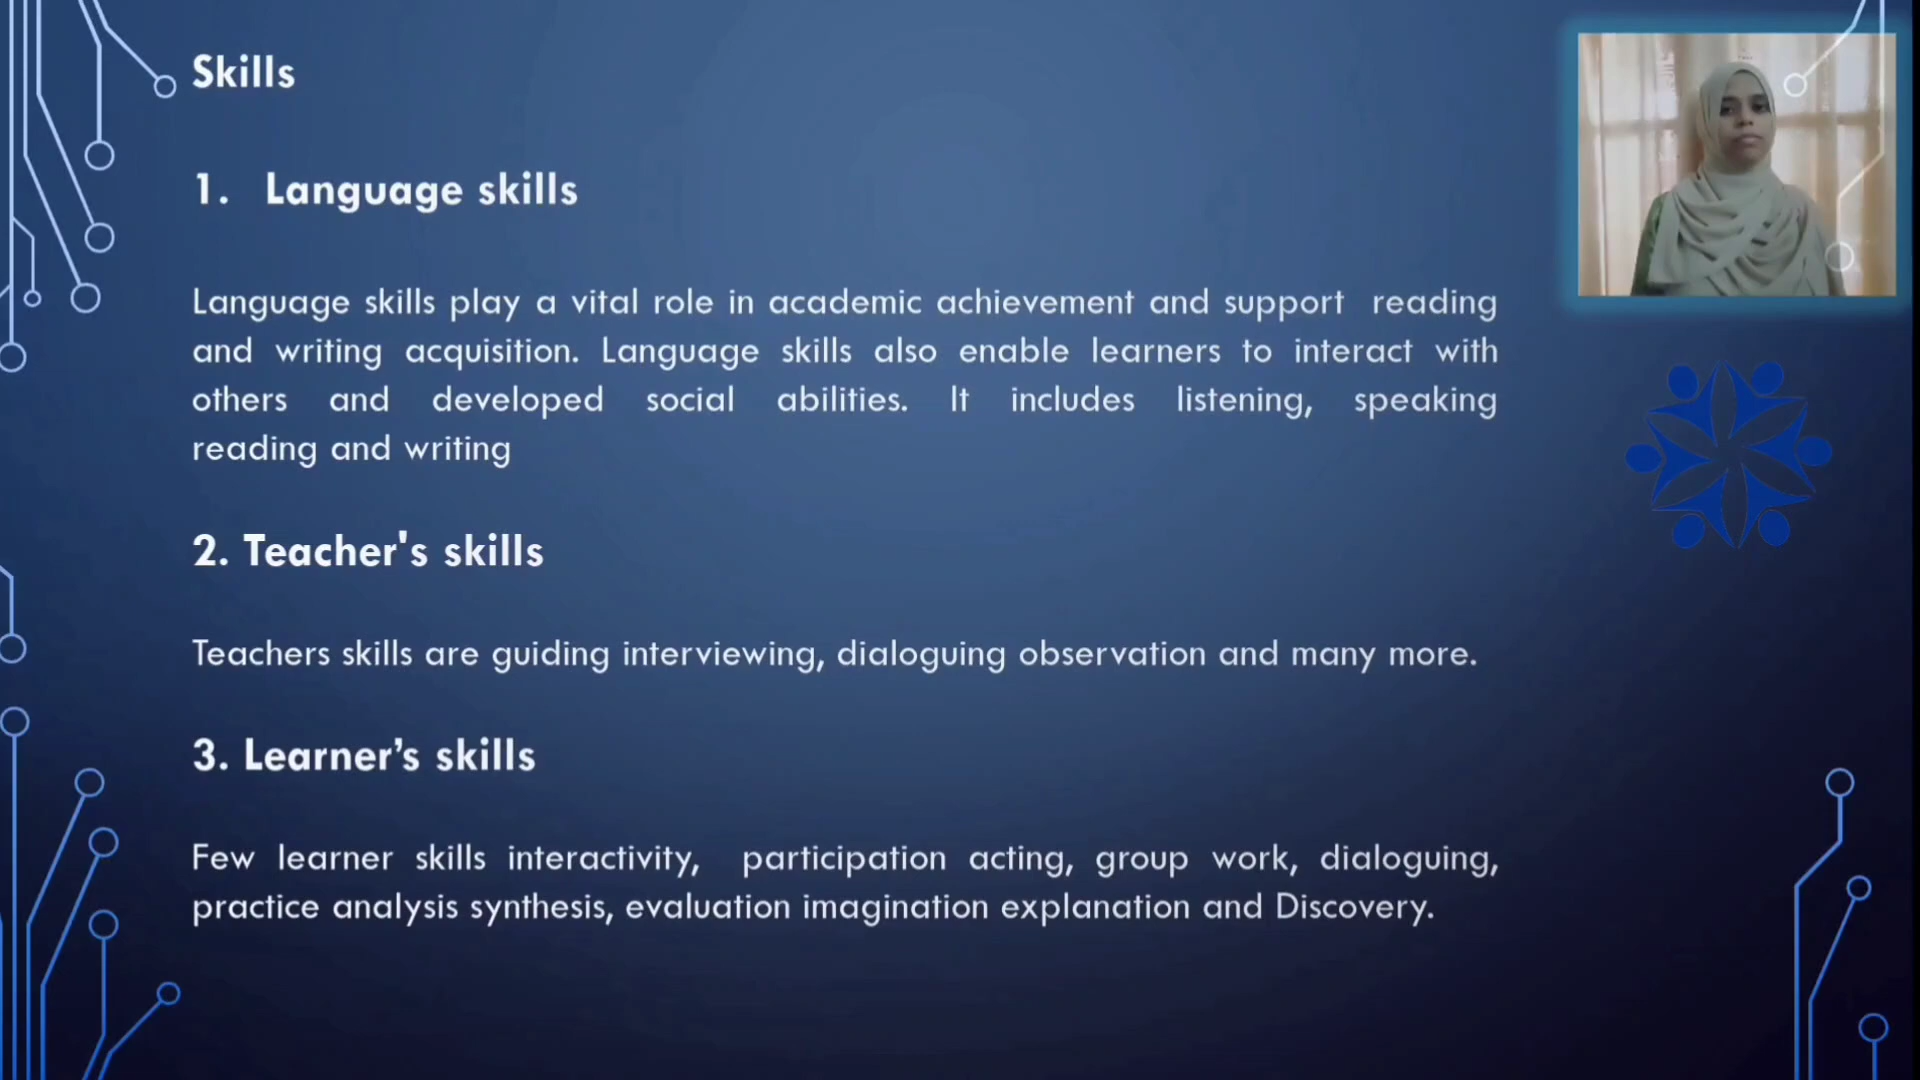 Skills
1. Language skills
Language skills play a vital role in academic achievement and support reading
and writing acquisition. Language skills also enable learners to interact with
others and developed social abilities. It includes listening, speaking
reading and writing
2. Teacher's skills
Teachers skills are guiding interviewing, dialoguing observation and many more.
3. Learner’s skills
Few learner skills interactivity, participation acting, group work, dialoguing,
practice analysis synthesis, evaluation imagination explanation and Discovery.